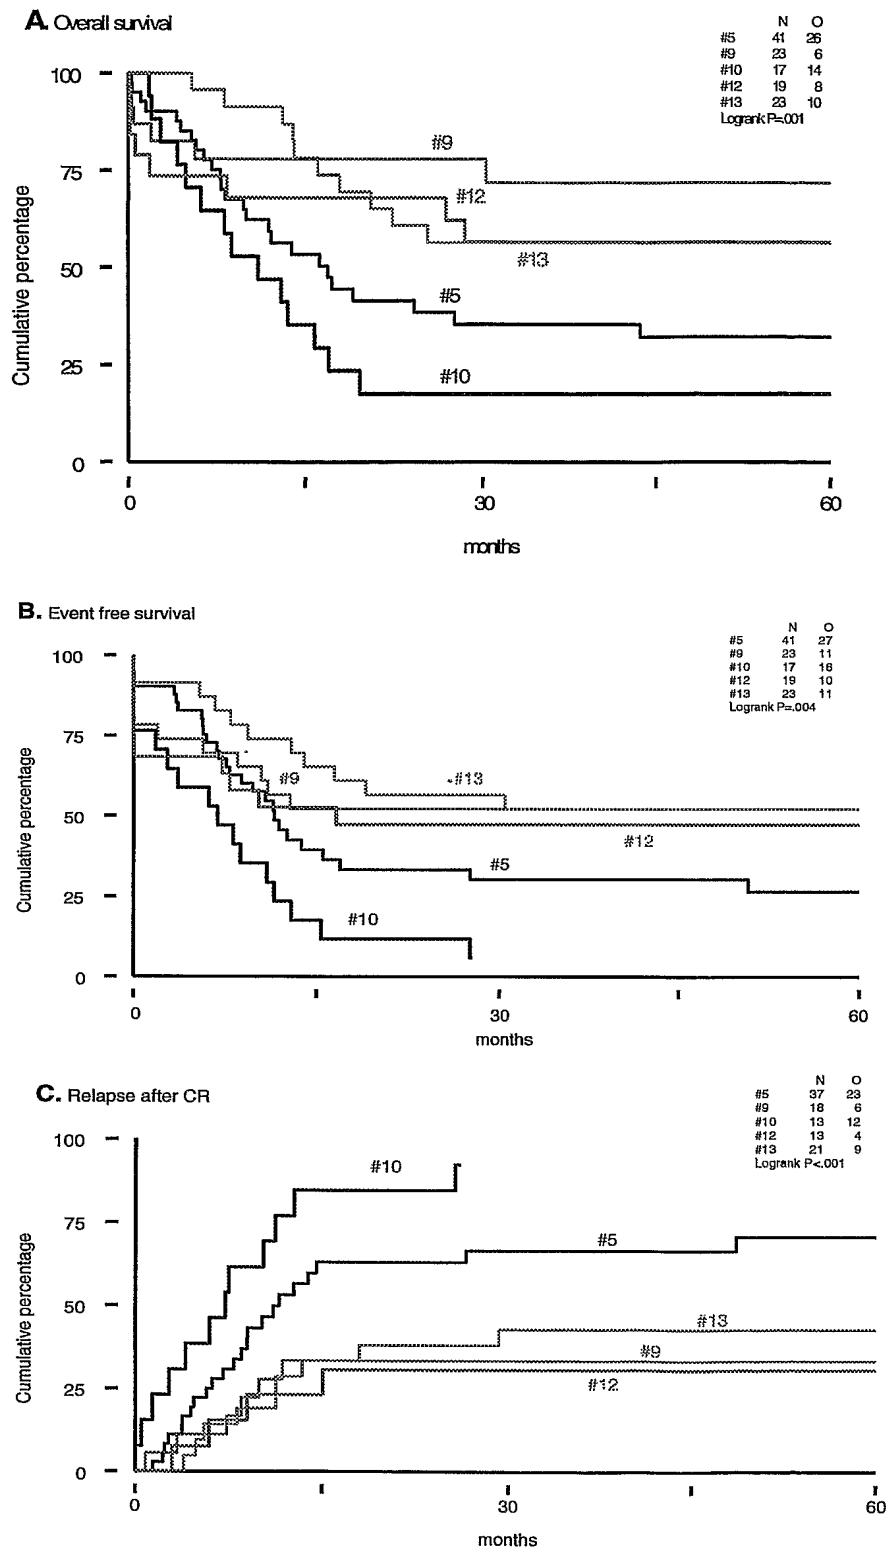 A. Overall survival
N O
#5 41 26
#9 23 6
#10 17 14
#12 19 8
#13 23 10
Logrank P=.001
100
75
50
25
0
Cumulative percentage
#9
#12
#13
#5
#10
0 30 60
months
B. Event free survival
N O
#5 41 27
#9 23 11
#10 17 16
#12 19 10
#13 23 11
Logrank P=.004
100
75
50
25
0
Cumulative percentage
#9
-#13
#12
#5
#10
0 30 60
months
C. Relapse after CR
N O
#5 37 23
#9 18 6
#10 13 12
#12 13 4
#13 21 9
Logrank P<.001
100
75
50
25
0
Cumulative percentage
#10
#5
#13
#9
#12
0 30 60
months